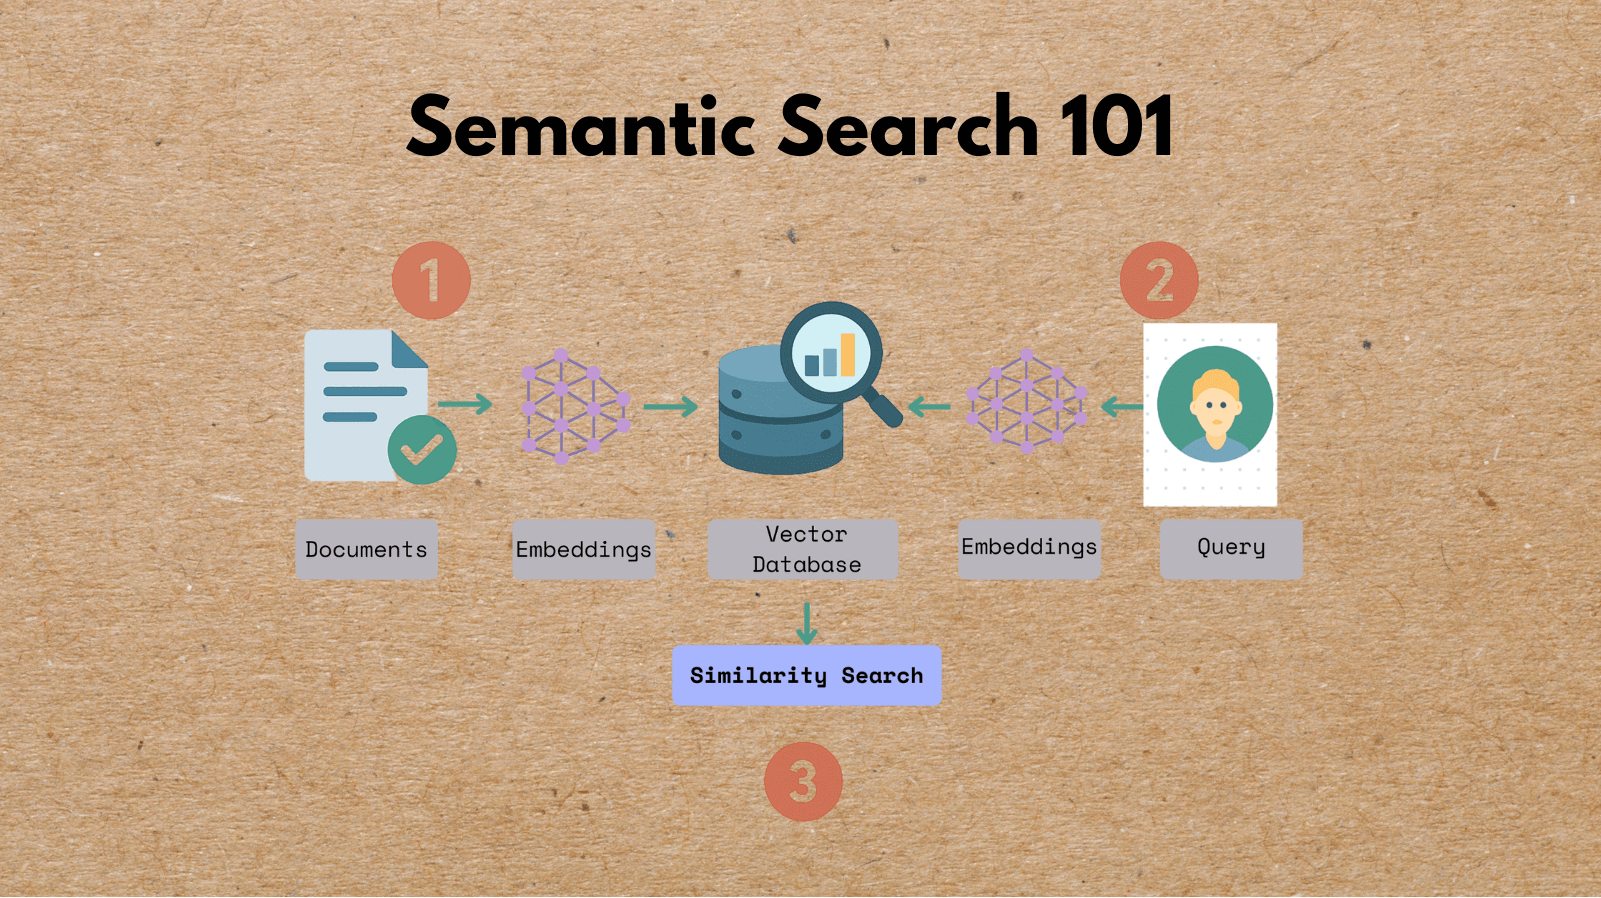 Semantic Search 101
1
2
Documents
Embeddings
Vector
Database
Embeddings
Query
Similarity Search
3